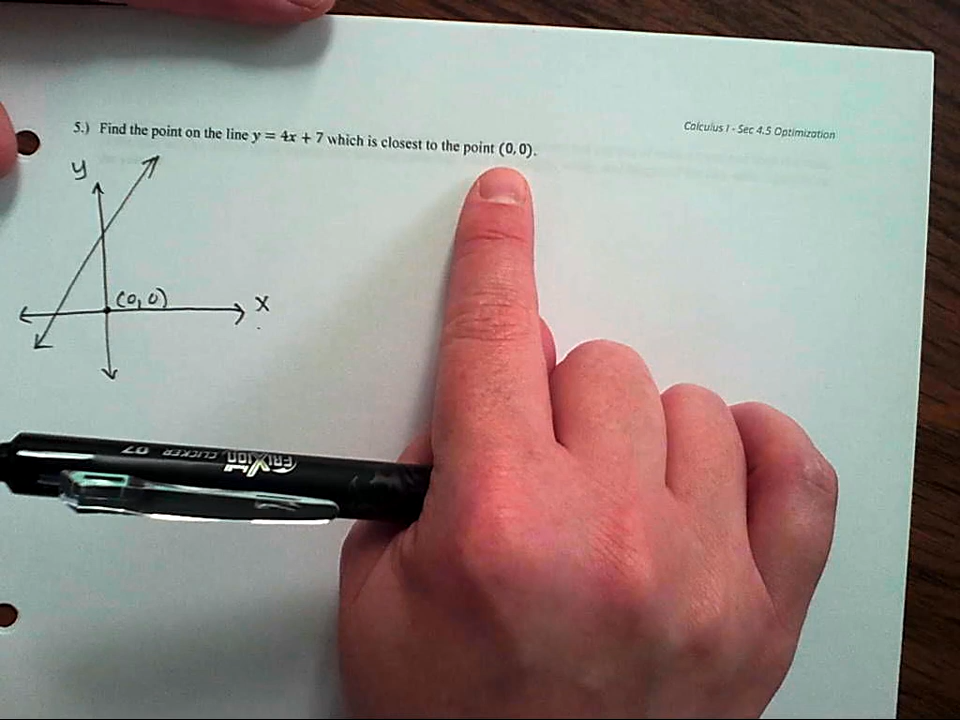 Calculus I - Sec 4.5 Optimization
5.) Find the point on the line y = 4x + 7 which is closest to the point (0, 0).
y
(0,0)
x
FRIXION CLICKER 07